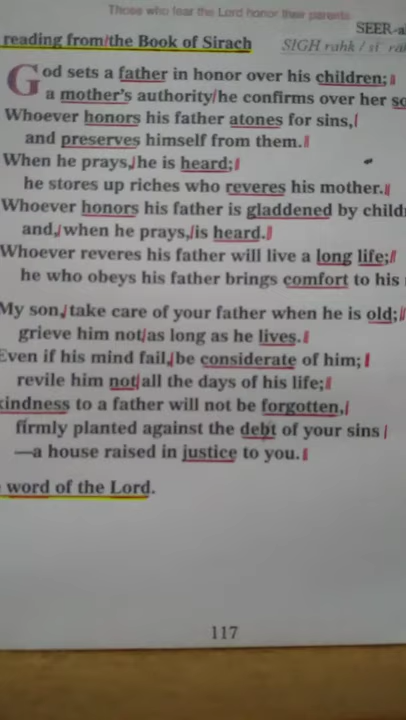 Those who fear the Lord honor their parents.
SEER-a
reading from the Book of Sirach
SIGH ruhk / sī
God sets a father in honor over his children;
a mother's authority he confirms over her
Whoever honors his father atones for sins,
and preserves himself from them.
When he prays, he is heard;
he stores up riches who reveres his mother.
Whoever honors his father is gladdened by child
and, when he prays, is heard.
Whoever reveres his father will live a long life;
he who obeys his father brings comfort to his
My son, take care of your father when he is old;
grieve him not as long as he lives.
Even if his mind fail, be considerate of him;
revile him not all the days of his life;
kindness to a father will not be forgotten,
firmly planted against the debt of your sins
—a house raised in justice to you.
word of the Lord.
117